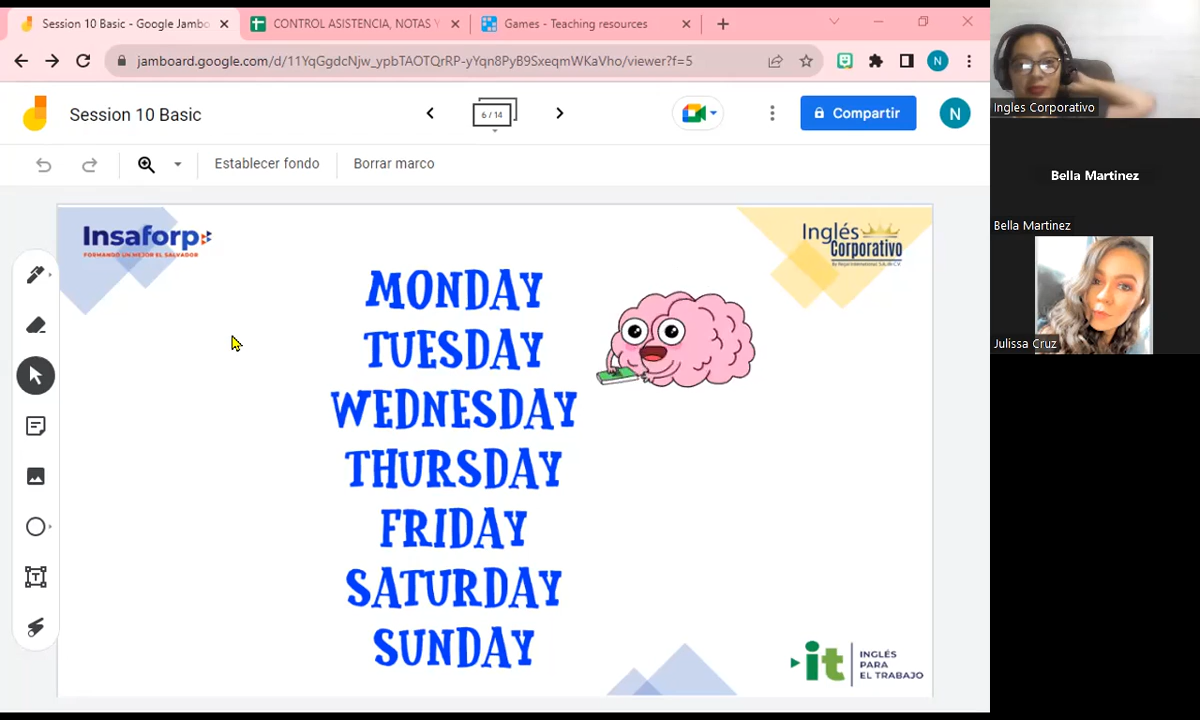 Session 10 Basic - Google Jambo
CONTROL ASISTENCIA, NOTAS Y
Games - Teaching resources
jamboard.google.com/d/11YqGgdcNjw_ypbTAOTQrRP-yYqn8PyB9SxeqmWKaVho/viewer?f=5
N
Session 10 Basic
6 / 14
Compartir
N
Establecer fondo
Borrar marco
Insaforp
FORMANDO UN MEJOR EL SALVADOR
Inglés
Corporativo
MONDAY
TUESDAY
WEDNESDAY
THURSDAY
FRIDAY
SATURDAY
SUNDAY
it
INGLÉS
PARA
EL TRABAJO
Ingles Corporativo
Bella Martinez
Bella Martinez
Julissa Cruz